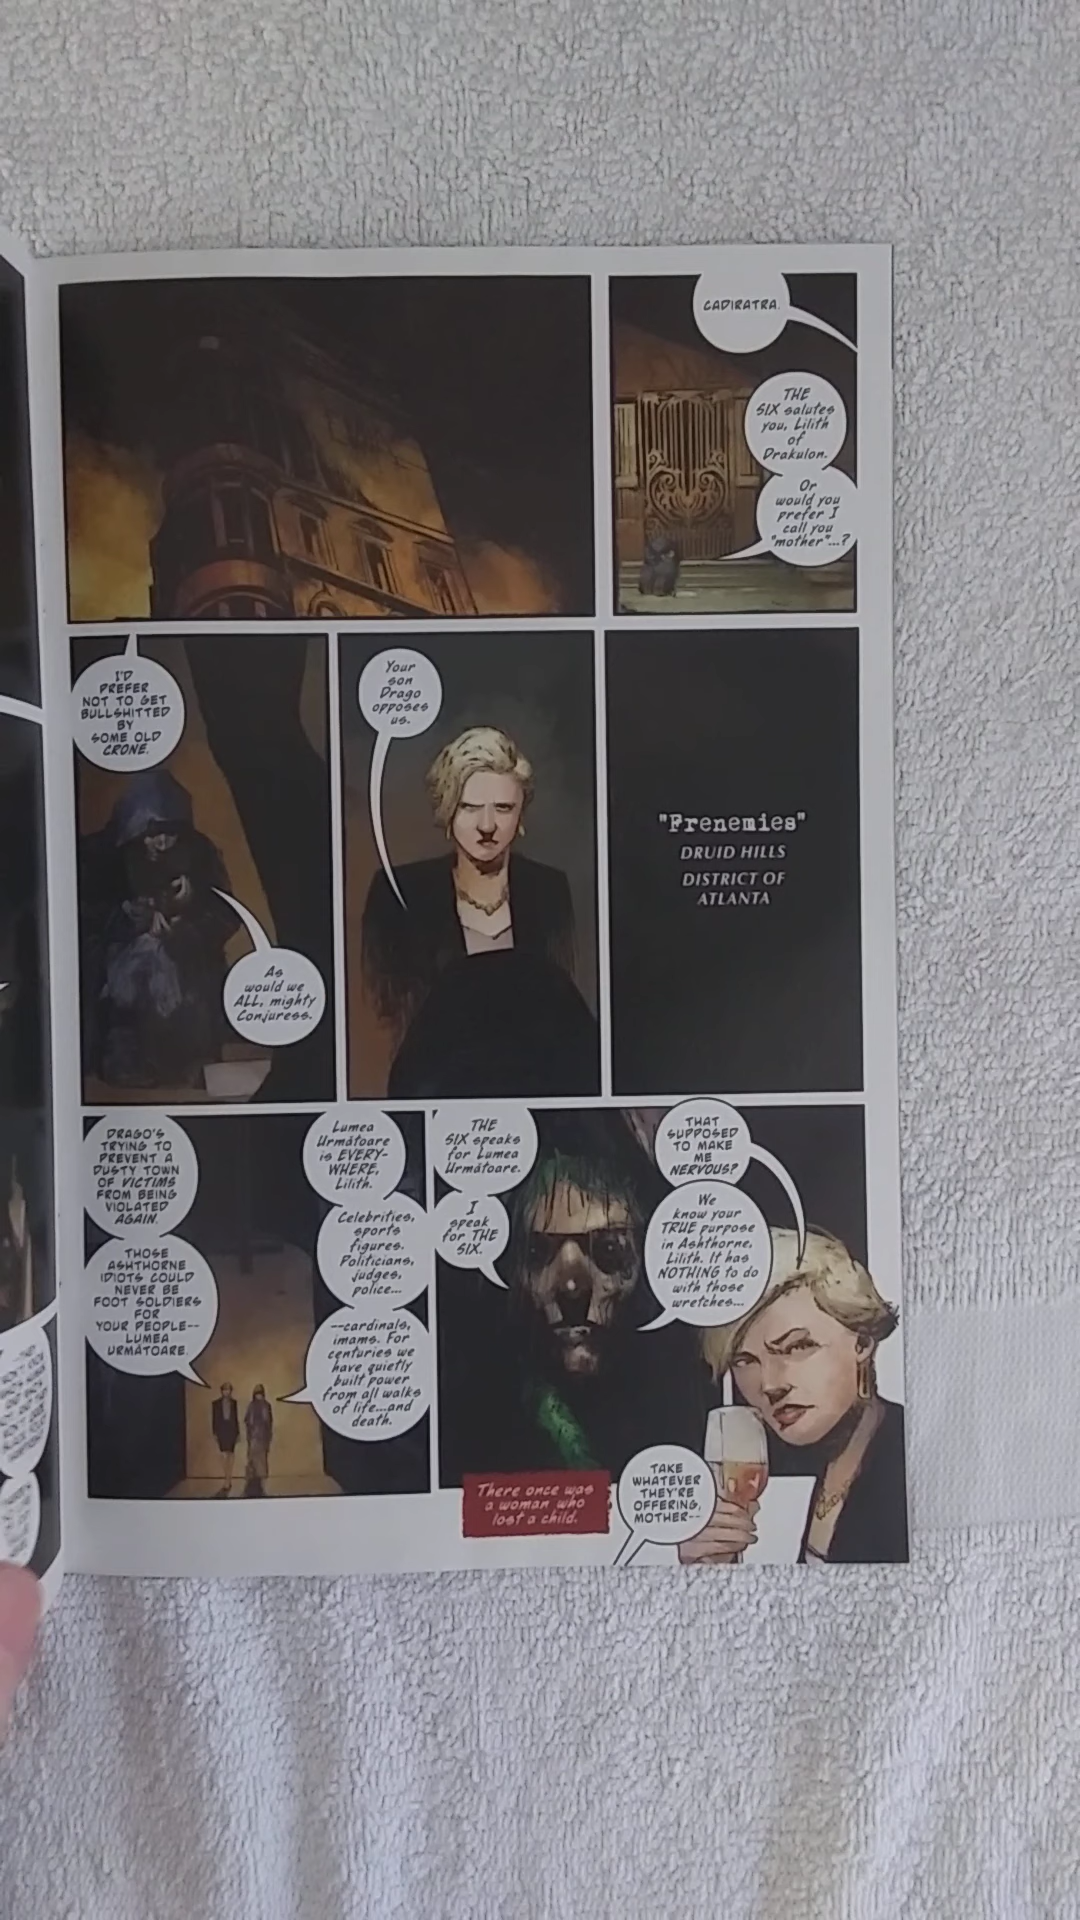 CADIRATRA.
THE
SIX salutes
you, Lilith
of
Drakulon.
Or
would you
prefer I
call you
"mother"...?
I'D
PREFER
NOT TO GET
BULLSHITTED
BY
SOME OLD
CRONE.
As
would we
ALL, mighty
Conjuress.
Your
son
Drago
opposes
us.
"Frenemies"
DRUID HILLS
DISTRICT OF
ATLANTA
DRAGO'S
TRYING TO
PREVENT A
DUSTY TOWN
OF VICTIMS
FROM BEING
VIOLATED
AGAIN.
THOSE
ASHTHORNE
IDIOTS COULD
NEVER BE
FOOT SOLDIERS
FOR
YOUR PEOPLE--
LUMEA
URMĂTOARE.
Lumea
Următoare
is EVERY-
WHERE,
Lilith.
Celebrities,
sports
figures.
Politicians,
judges,
police...
--cardinals,
imams. For
centuries we
have quietly
built power
from all walks
of life...and
death.
THE
SIX speaks
for Lumea
Următoare.
I
speak
for THE
SIX.
THAT
SUPPOSED
TO MAKE
ME
NERVOUS?
We
know your
TRUE purpose
in Ashthorne,
Lilith. It has
NOTHING to do
with those
wretches...
There once was
a woman who
lost a child.
TAKE
WHATEVER
THEY'RE
OFFERING,
MOTHER--